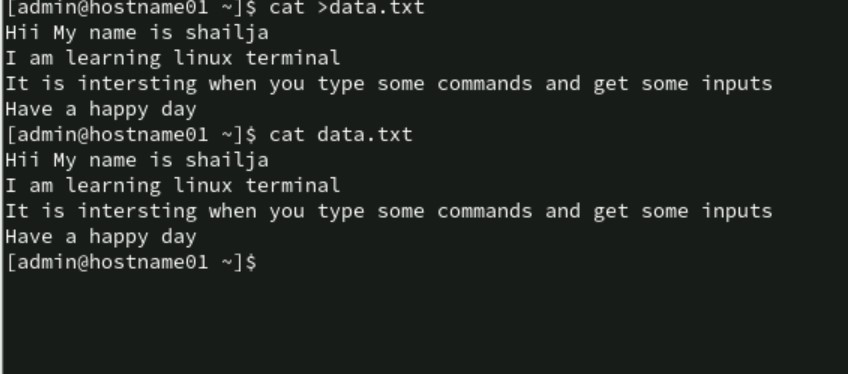 [admin@hostname01 ~]$ cat >data.txt
Hii My name is shailja
I am learning linux terminal
It is intersting when you type some commands and get some inputs
Have a happy day
[admin@hostname01 ~]$ cat data.txt
Hii My name is shailja
I am learning linux terminal
It is intersting when you type some commands and get some inputs
Have a happy day
[admin@hostname01 ~]$